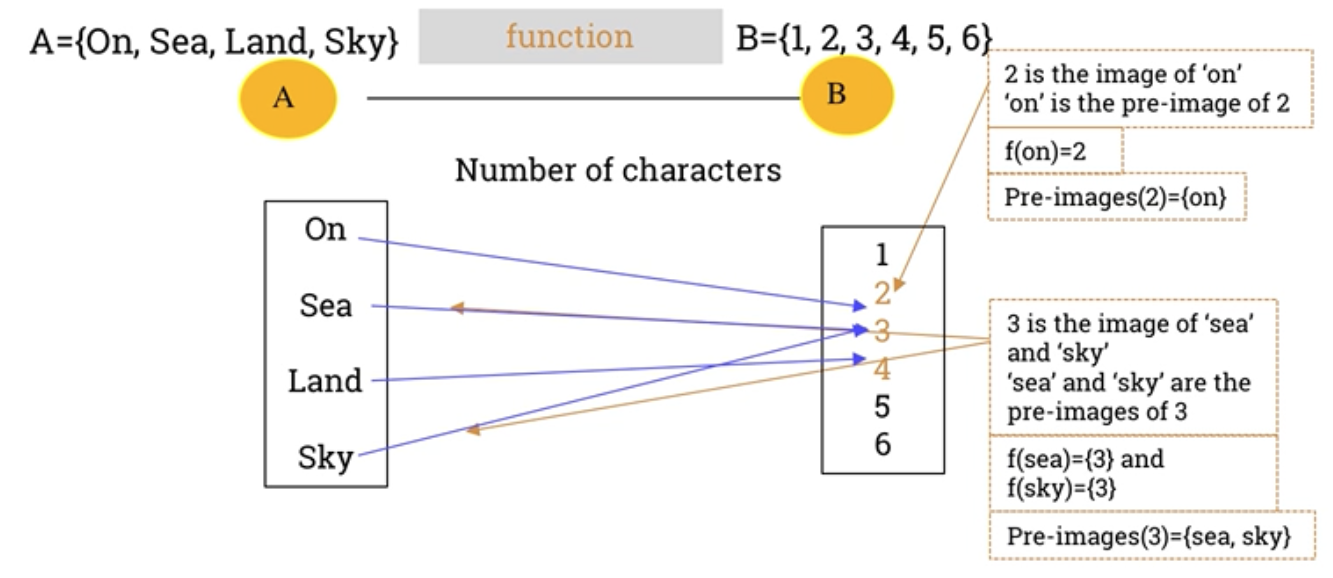 A={On, Sea, Land, Sky}
function
B={1, 2, 3, 4, 5, 6}
A
B
2 is the image of ‘on’
‘on’ is the pre-image of 2
f(on)=2
Pre-images(2)={on}
Number of characters
On
Sea
Land
Sky
1
2
3
4
5
6
3 is the image of ‘sea’
and ‘sky’
‘sea’ and ‘sky’ are the
pre-images of 3
f(sea)={3} and
f(sky)={3}
Pre-images(3)={sea, sky}